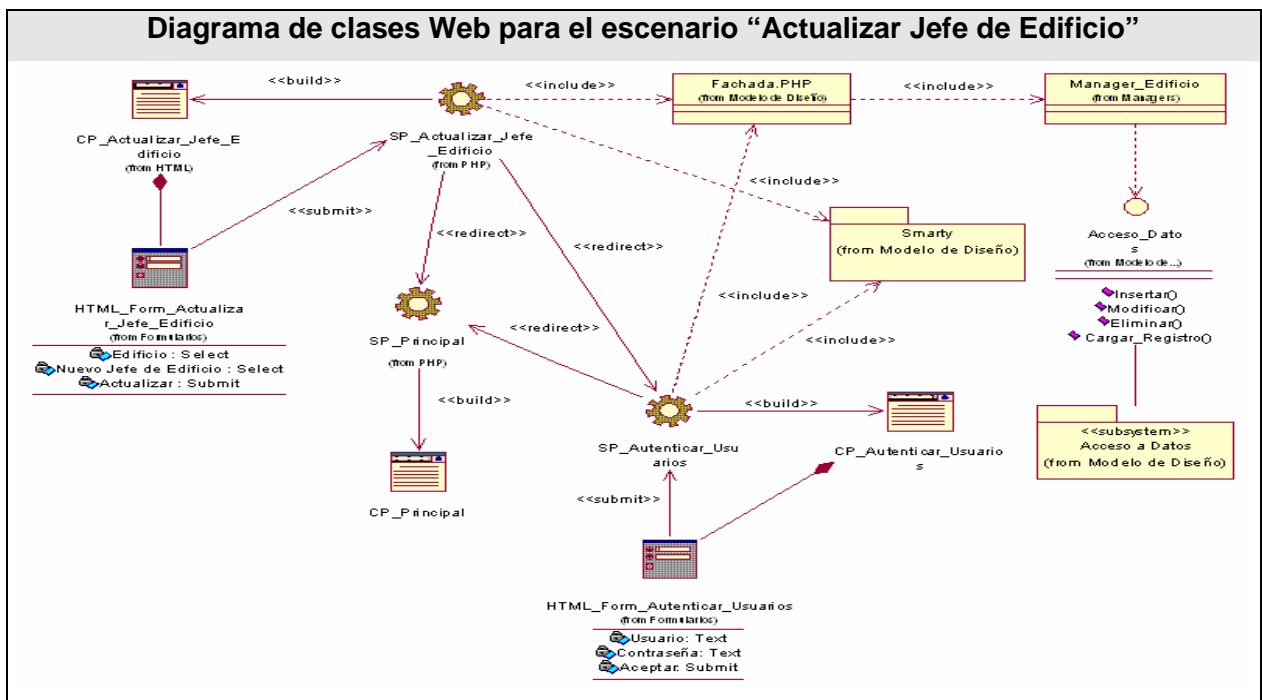 Diagrama de clases Web para el escenario “Actualizar Jefe de Edificio”
<<build>>
CP_Actualizar_Jefe_E
dificio
(from HTML)
SP_Actualizar_Jefe
_Edificio
(from PHP)
<<include>>
Fachada.PHP
(from Modelo de Diseño)
<<include>>
Manager_Edificio
(from Managers)
<<submit>>
<<redirect>>
<<redirect>>
<<include>>
Smarty
(from Modelo de Diseño)
Acceso_Dato
s
(from Modelo de...)
Insertar()
Modificar()
Eliminar()
Cargar_Registro()
HTML_Form_Actualiza
r_Jefe_Edificio
(from Formularios)
Edificio : Select
Nuevo Jefe de Edificio : Select
Actualizar : Submit
SP_Principal
(from PHP)
<<redirect>>
<<include>>
<<include>>
<<build>>
CP_Principal
SP_Autenticar_Usu
arios
<<build>>
CP_Autenticar_Usuario
s
<<subsystem>>
Acceso a Datos
(from Modelo de Diseño)
<<submit>>
HTML_Form_Autenticar_Usuarios
(from Formularios)
Usuario: Text
Contraseña: Text
Aceptar: Submit